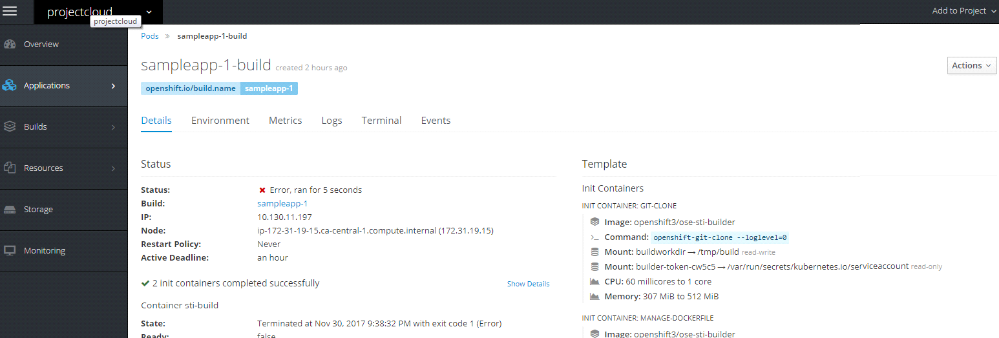 projectcloud
projectcloud
Add to Project
Overview
Applications
Builds
Resources
Storage
Monitoring
Pods » sampleapp-1-build
sampleapp-1-build created 2 hours ago
Actions
openshift.io/build.name sampleapp-1
Details Environment Metrics Logs Terminal Events
Status
Status: Error, ran for 5 seconds
Build: sampleapp-1
IP: 10.130.11.197
Node: ip-172-31-19-15.ca-central-1.compute.internal (172.31.19.15)
Restart Policy: Never
Active Deadline: an hour
2 init containers completed successfully Show Details
Container sti-build
State: Terminated at Nov 30, 2017 9:38:32 PM with exit code 1 (Error)
Ready: false
Template
Init Containers
INIT CONTAINER: GIT-CLONE
Image: openshift3/ose-sti-builder
Command: openshift-git-clone --loglevel=0
Mount: buildworkdir → /tmp/build read-write
Mount: builder-token-cw5c5 → /var/run/secrets/kubernetes.io/serviceaccount read-only
CPU: 60 millicores to 1 core
Memory: 307 MiB to 512 MiB
INIT CONTAINER: MANAGE-DOCKERFILE
Image: openshift3/ose-sti-builder